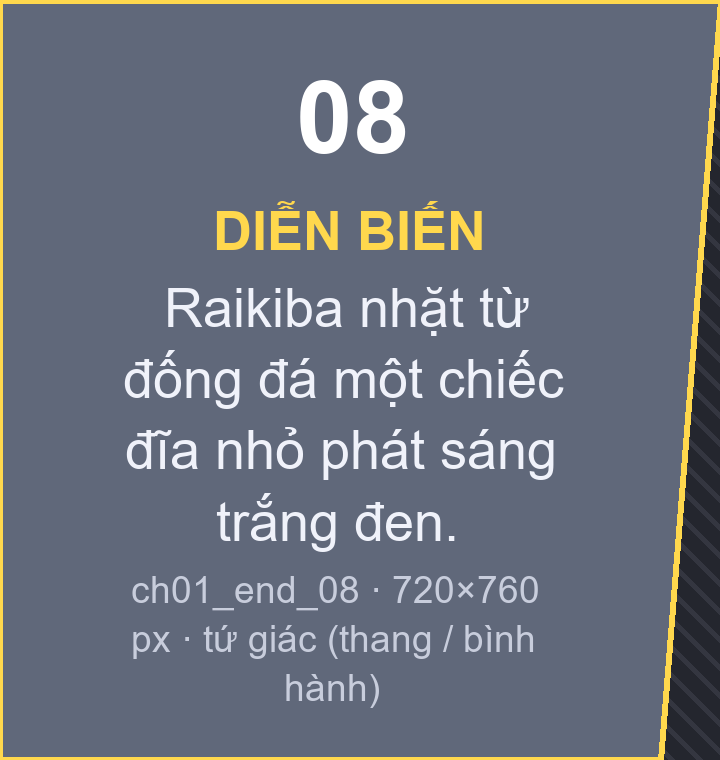 08
DIỄN BIẾN
Raikiba nhặt từ
đống đá một chiếc
đĩa nhỏ phát sáng
trắng đen.
ch01_end_08 · 720×760
px · tứ giác (thang / bình
hành)